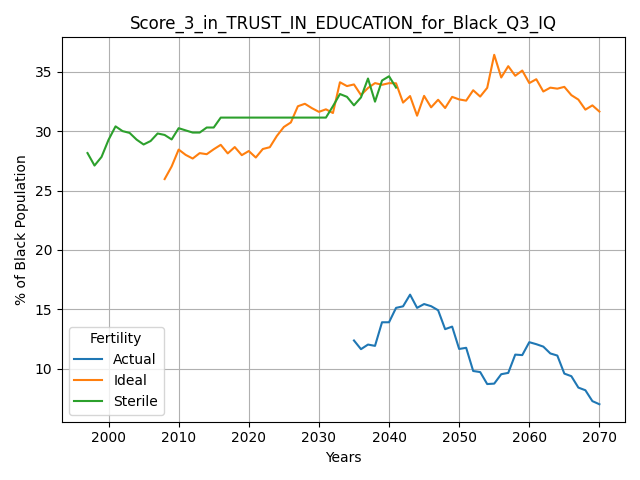 Score_3_in_TRUST_IN_EDUCATION_for_Black_Q3_IQ
% of Black Population
35
30
25
20
15
10
Fertility
Actual
Ideal
Sterile
2000 2010 2020 2030 2040 2050 2060 2070
Years